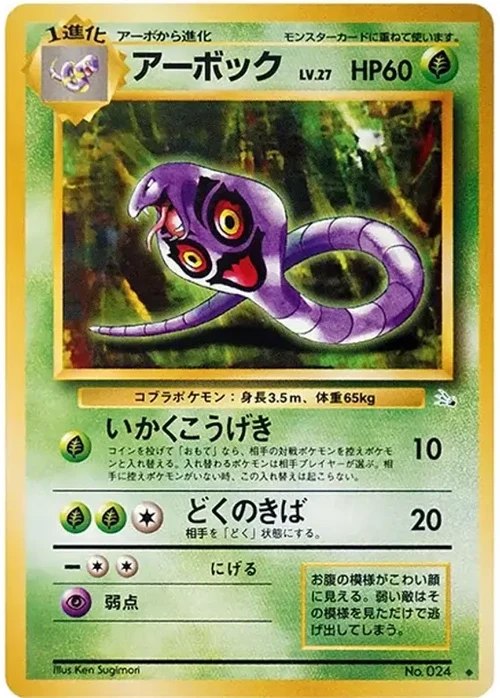 1進化
アーボから進化
モンスターカードに重ねて使います。
アーボック LV.27 HP60
コブラポケモン：身長3.5m、体重65kg
いかくこうげき 10
コインを投げて「おもて」なら、相手の対戦ポケモンを控えポケモ
ンと入れ替える。入れ替わるポケモンは相手プレイヤーが選ぶ。相
手に控えポケモンがいない時、この入れ替えは起こらない。
どくのきば 20
相手を「どく」状態にする。
にげる
弱点
お腹の模様がこわい顔
に見える。弱い敵はそ
の模様を見ただけで逃
げ出してしまう。
Illus Ken Sugimori
No. 024